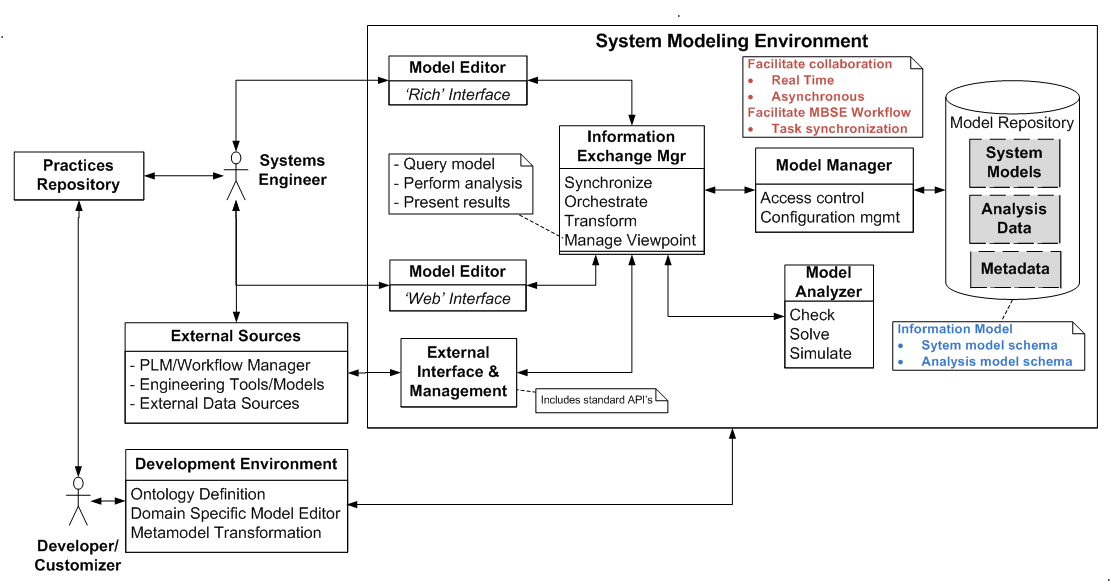 System Modeling Environment
Model Editor
‘Rich’ Interface
Facilitate collaboration
• Real Time
• Asynchronous
Facilitate MBSE Workflow
• Task synchronization
Model Repository
System
Models
Analysis
Data
Metadata
Information
Exchange Mgr
Synchronize
Orchestrate
Transform
Manage Viewpoint
Model Manager
Access control
Configuration mgmt
Practices
Repository
Systems
Engineer
- Query model
- Perform analysis
- Present results
Model Editor
‘Web’ Interface
Model
Analyzer
Check
Solve
Simulate
Information Model
• Sytem model schema
• Analysis model schema
External Sources
- PLM/Workflow Manager
- Engineering Tools/Models
- External Data Sources
External
Interface &
Management
Includes standard API's
Development Environment
Ontology Definition
Domain Specific Model Editor
Metamodel Transformation
Developer/
Customizer